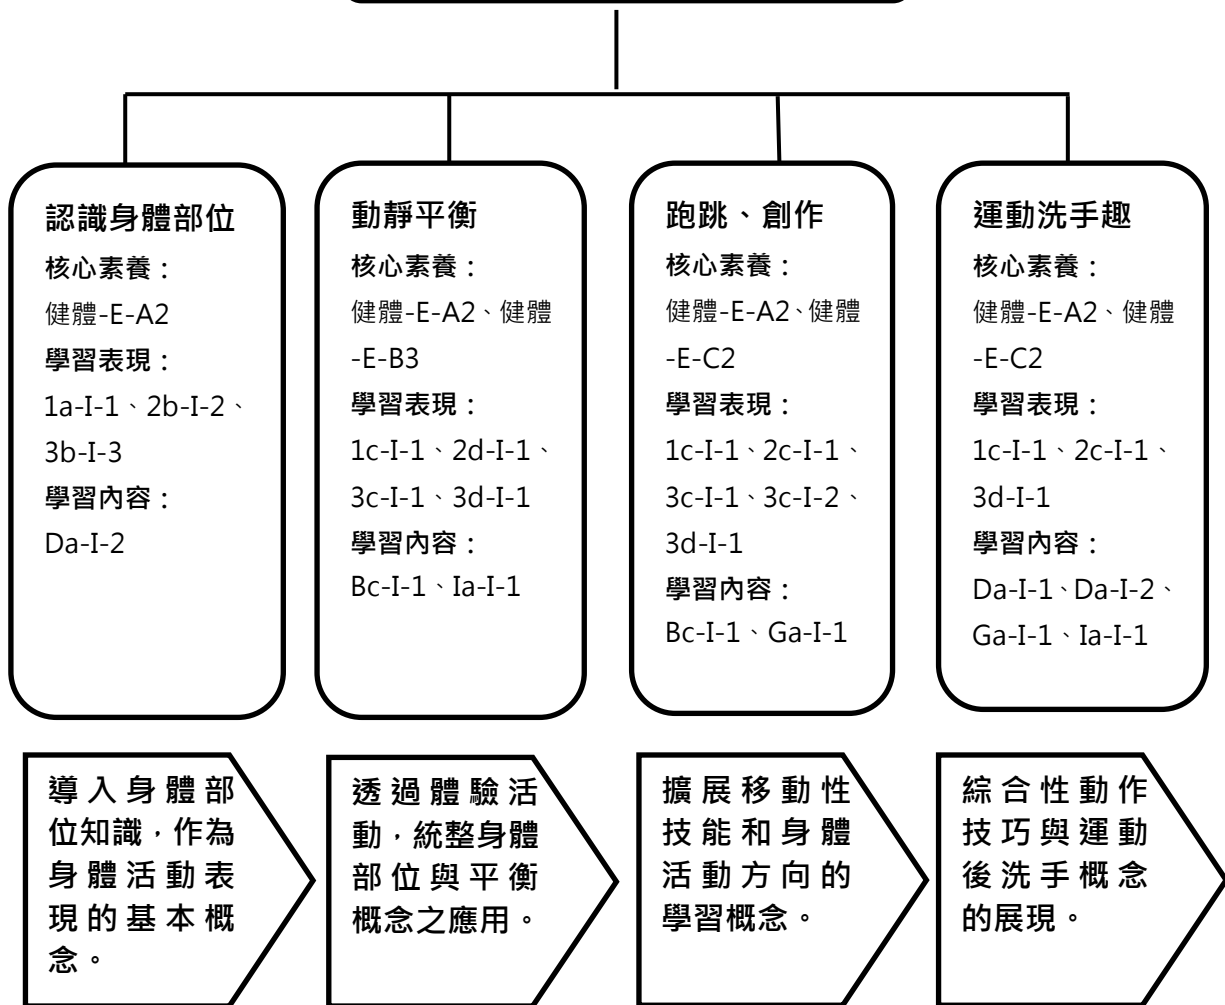 認識身體部位
核心素養：
健體-E-A2
學習表現：
1a-I-1、2b-I-2、
3b-I-3
學習內容：
Da-I-2
動靜平衡
核心素養：
健體-E-A2、健體
-E-B3
學習表現：
1c-I-1、2d-I-1、
3c-I-1、3d-I-1
學習內容：
Bc-I-1、Ia-I-1
跑跳、創作
核心素養：
健體-E-A2、健體
-E-C2
學習表現：
1c-I-1、2c-I-1、
3c-I-1、3c-I-2、
3d-I-1
學習內容：
Bc-I-1、Ga-I-1
運動洗手趣
核心素養：
健體-E-A2、健體
-E-C2
學習表現：
1c-I-1、2c-I-1、
3d-I-1
學習內容：
Da-I-1、Da-I-2、
Ga-I-1、Ia-I-1
導入身體部
位知識，作為
身體活動表
現的基本概
念。
透過體驗活
動，統整身體
部位與平衡
概念之應用。
擴展移動性
技能和身體
活動方向的
學習概念。
綜合性動作
技巧與運動
後洗手概念
的展現。